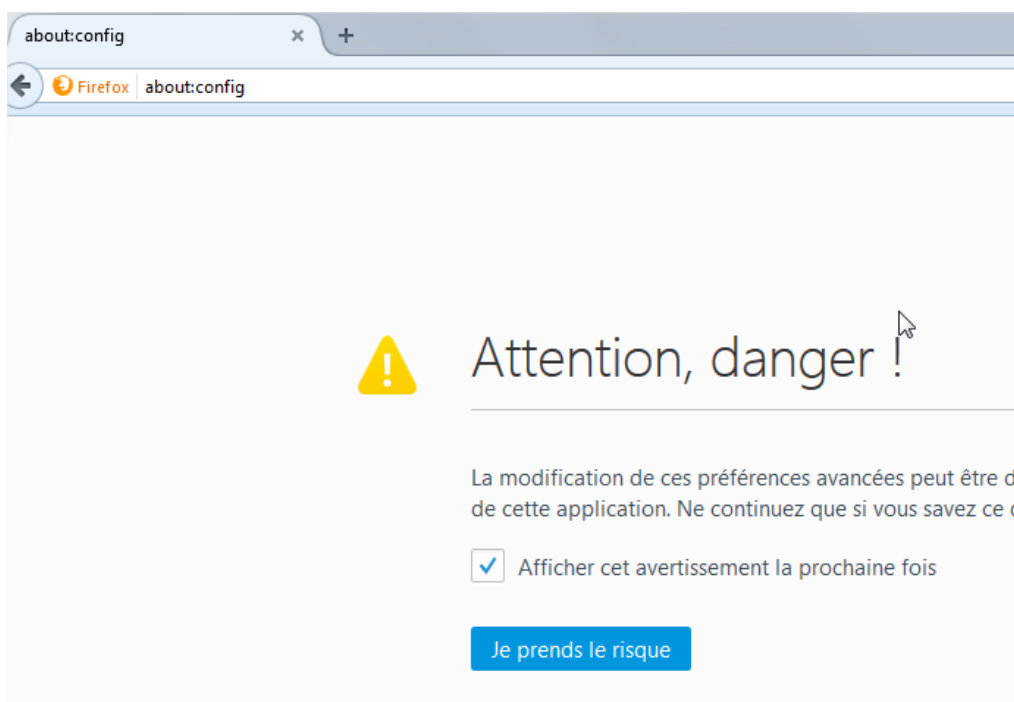 about:config
Firefox about:config
Attention, danger !
La modification de ces préférences avancées peut être
de cette application. Ne continuez que si vous savez ce
Afficher cet avertissement la prochaine fois
Je prends le risque